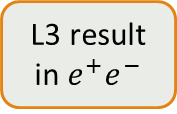 L3 result
in e⁺e⁻